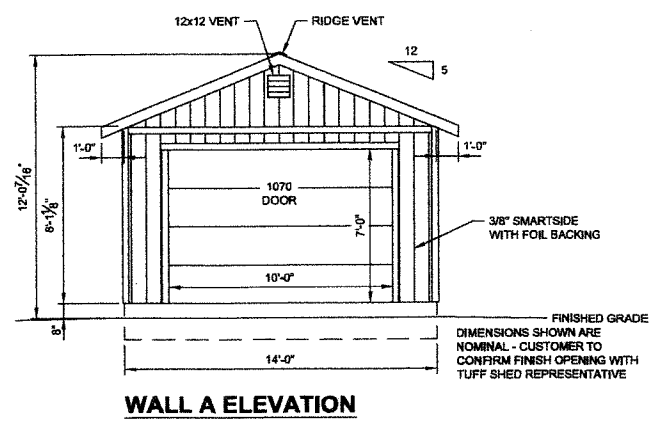 12x12 VENT
RIDGE VENT
12
5
1'-0"
1'-0"
12'-0 7/16"
8'-1 1/8"
1070
DOOR
7'-0"
3/8" SMARTSIDE
WITH FOIL BACKING
10'-0"
8"
FINISHED GRADE
DIMENSIONS SHOWN ARE
NOMINAL - CUSTOMER TO
CONFIRM FINISH OPENING WITH
TUFF SHED REPRESENTATIVE
14'-0"
WALL A ELEVATION